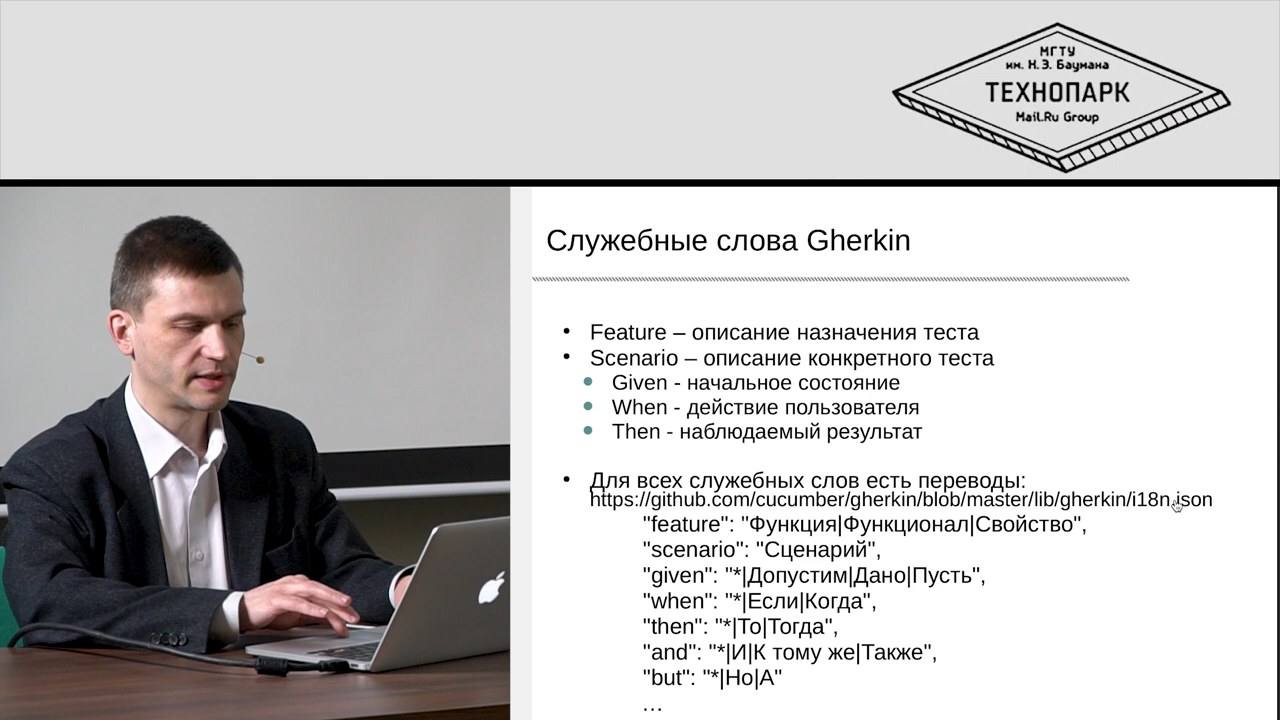 МГТУ
им. Н.Э. Баумана
ТЕХНОПАРК
Mail.Ru Group
Служебные слова Gherkin
• Feature – описание назначения теста
• Scenario – описание конкретного теста
• Given - начальное состояние
• When - действие пользователя
• Then - наблюдаемый результат
• Для всех служебных слов есть переводы:
https://github.com/cucumber/gherkin/blob/master/lib/gherkin/i18n.json
"feature": "Функция|Функционал|Свойство",
"scenario": "Сценарий",
"given": "*|Допустим|Дано|Пусть",
"when": "*|Если|Когда",
"then": "*|То|Тогда",
"and": "*|И|К тому же|Также",
"but": "*|Но|А"
...